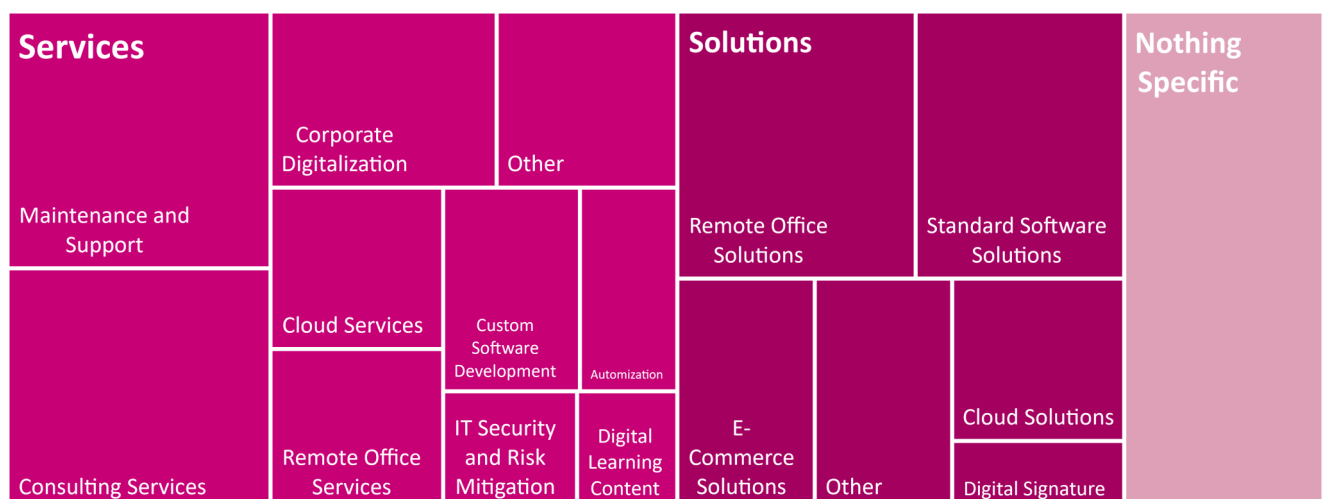 Services
Maintenance and
Support
Consulting Services
Corporate
Digitalization
Other
Cloud Services
Remote Office
Services
Custom
Software
Development
Automization
IT Security
and Risk
Mitigation
Digital
Learning
Content
Solutions
Remote Office
Solutions
Standard Software
Solutions
E-
Commerce
Solutions
Other
Cloud Solutions
Digital Signature
Nothing
Specific